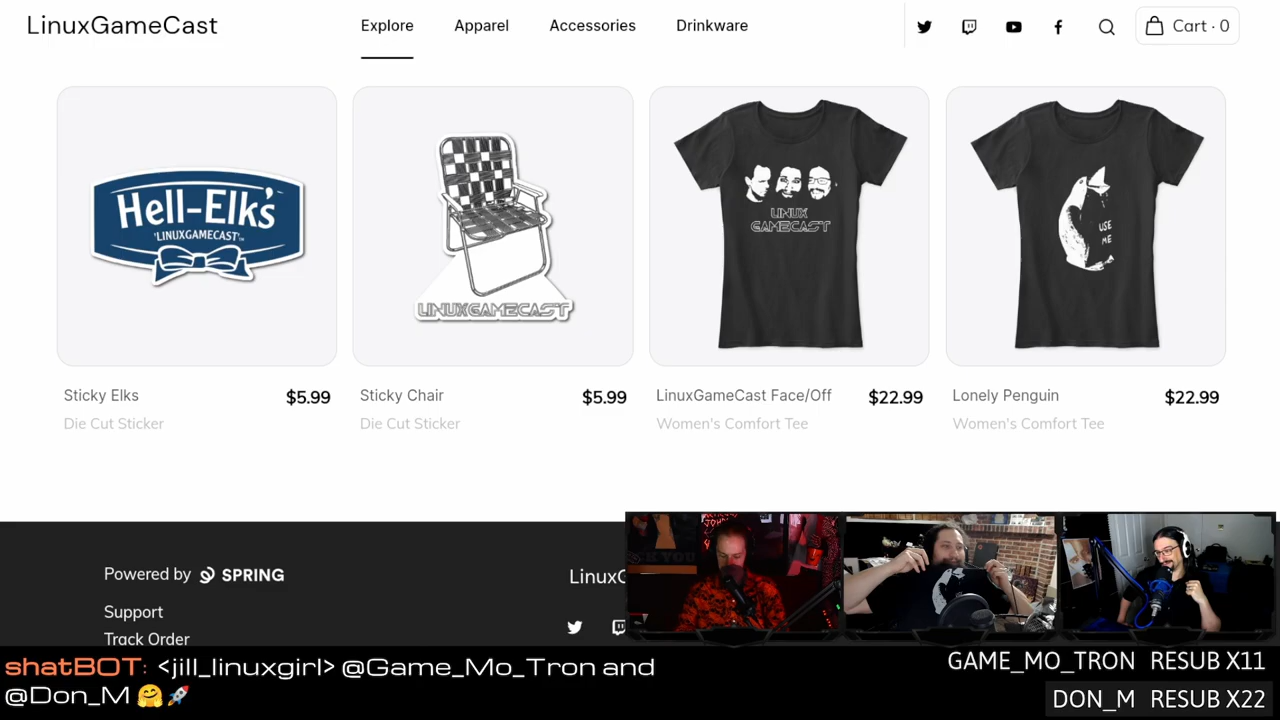 LinuxGameCast
Explore
Apparel
Accessories
Drinkware
Cart · 0
Hell-Elk's
'LINUXGAMECAST'™
LINUXGAMECAST
LINUX
GAMECAST
USE
ME
Sticky Elks
$5.99
Die Cut Sticker
Sticky Chair
$5.99
Die Cut Sticker
LinuxGameCast Face/Off
$22.99
Women's Comfort Tee
Lonely Penguin
$22.99
Women's Comfort Tee
Powered by SPRING
Support
Track Order
LinuxG
shatBOT: <jill_linuxgirl> @Game_Mo_Tron and
@Don_M 🤗 🚀
GAME_MO_TRON RESUB X11
DON_M RESUB X22